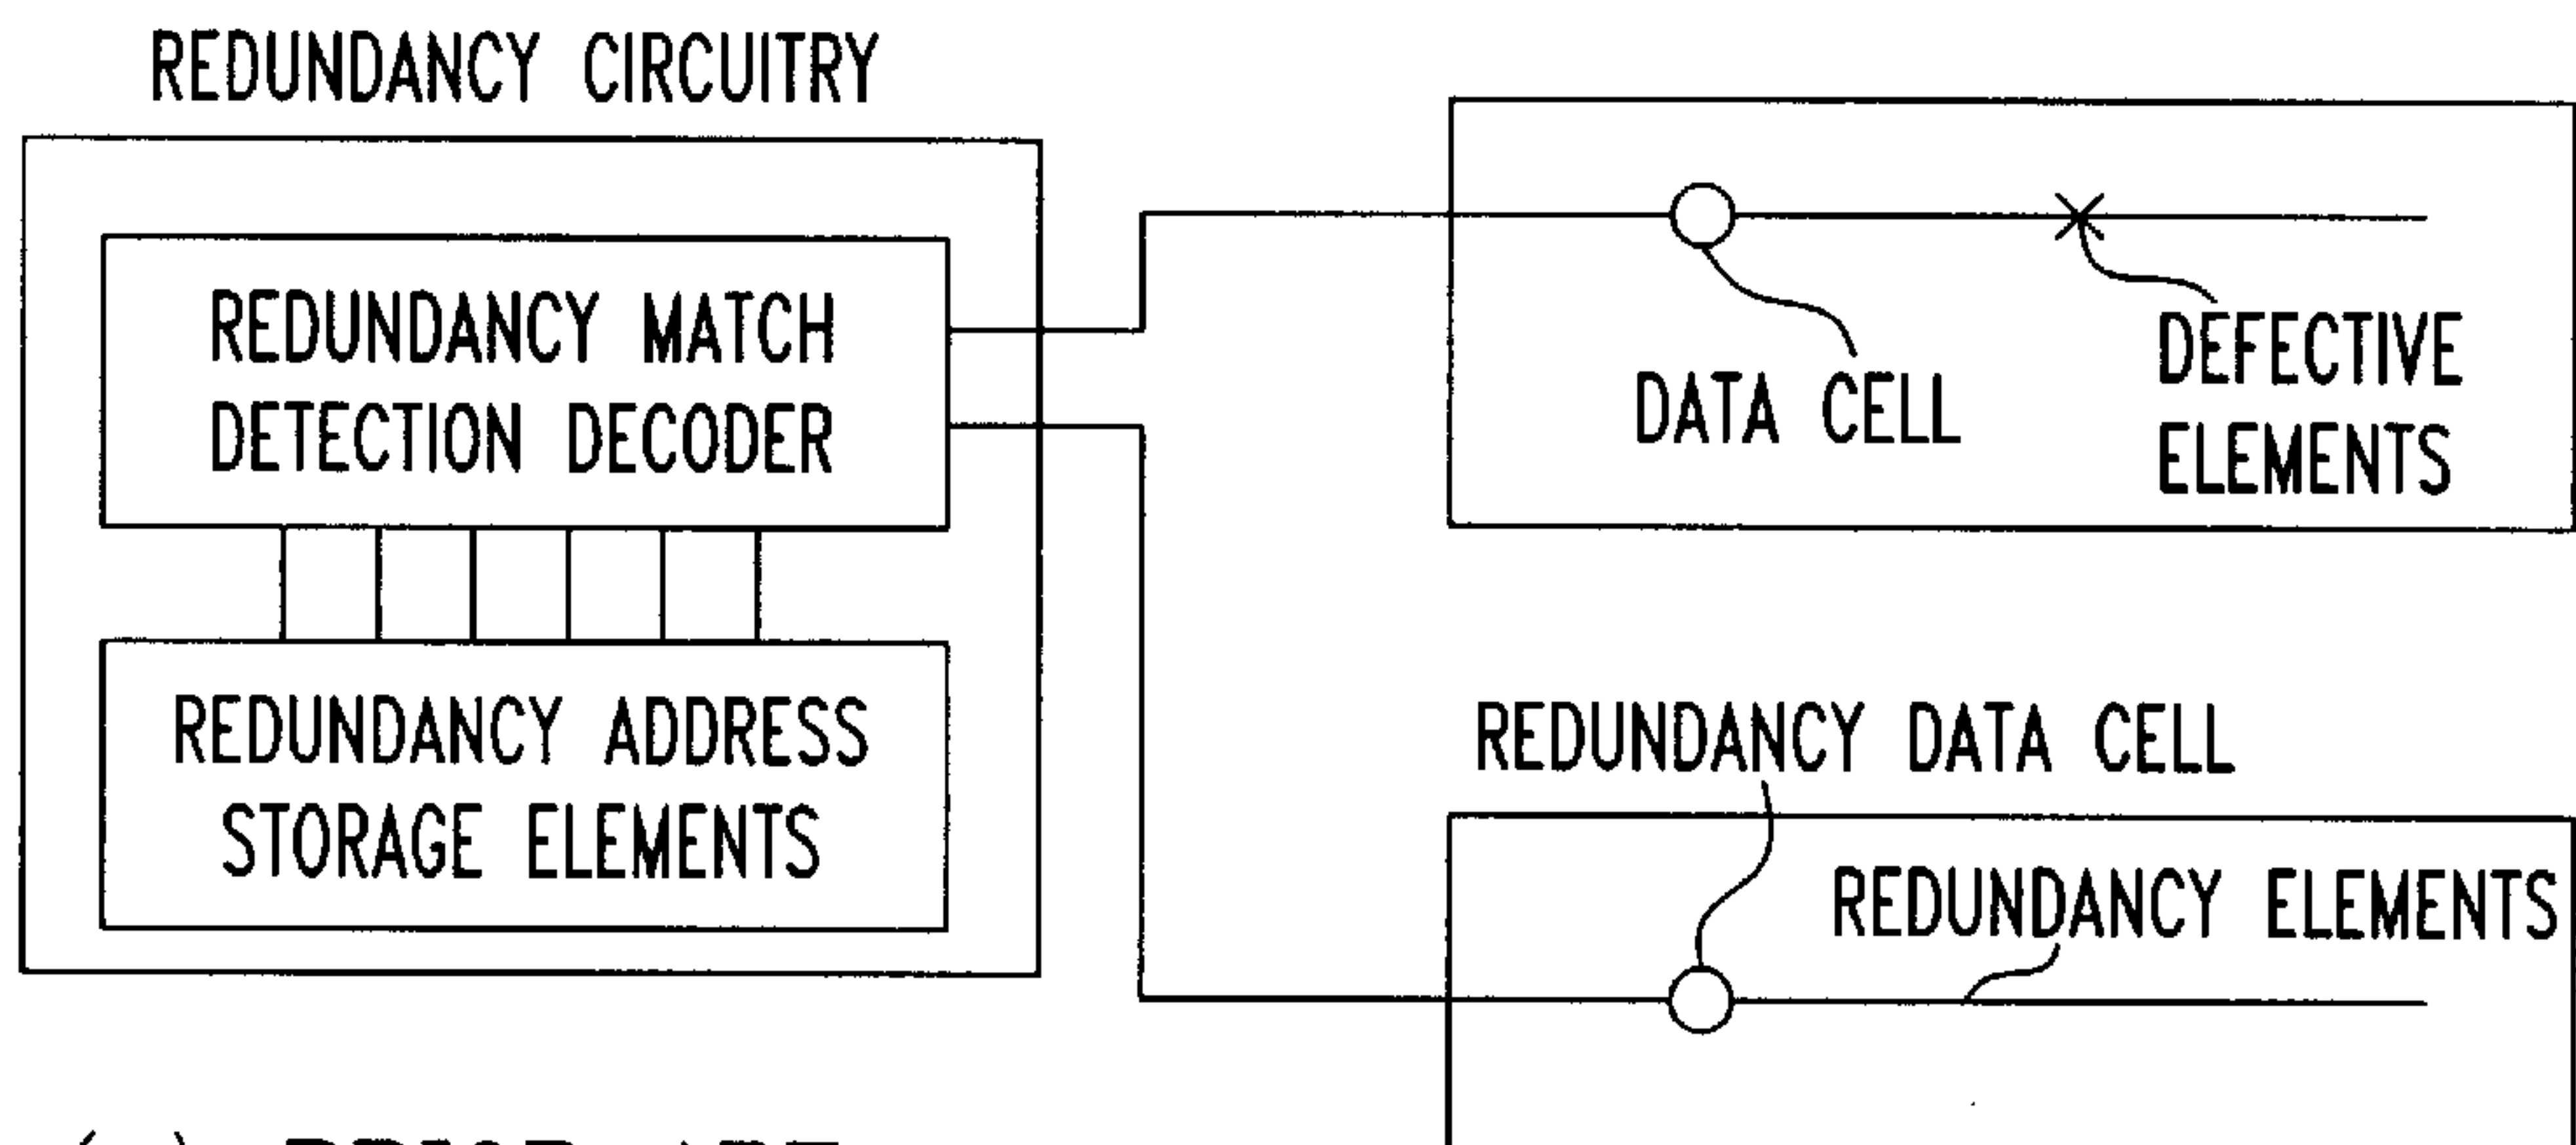 REDUNDANCY CIRCUITRY
REDUNDANCY MATCH
DETECTION DECODER
REDUNDANCY ADDRESS
STORAGE ELEMENTS
DATA CELL
DEFECTIVE
ELEMENTS
REDUNDANCY DATA CELL
REDUNDANCY ELEMENTS